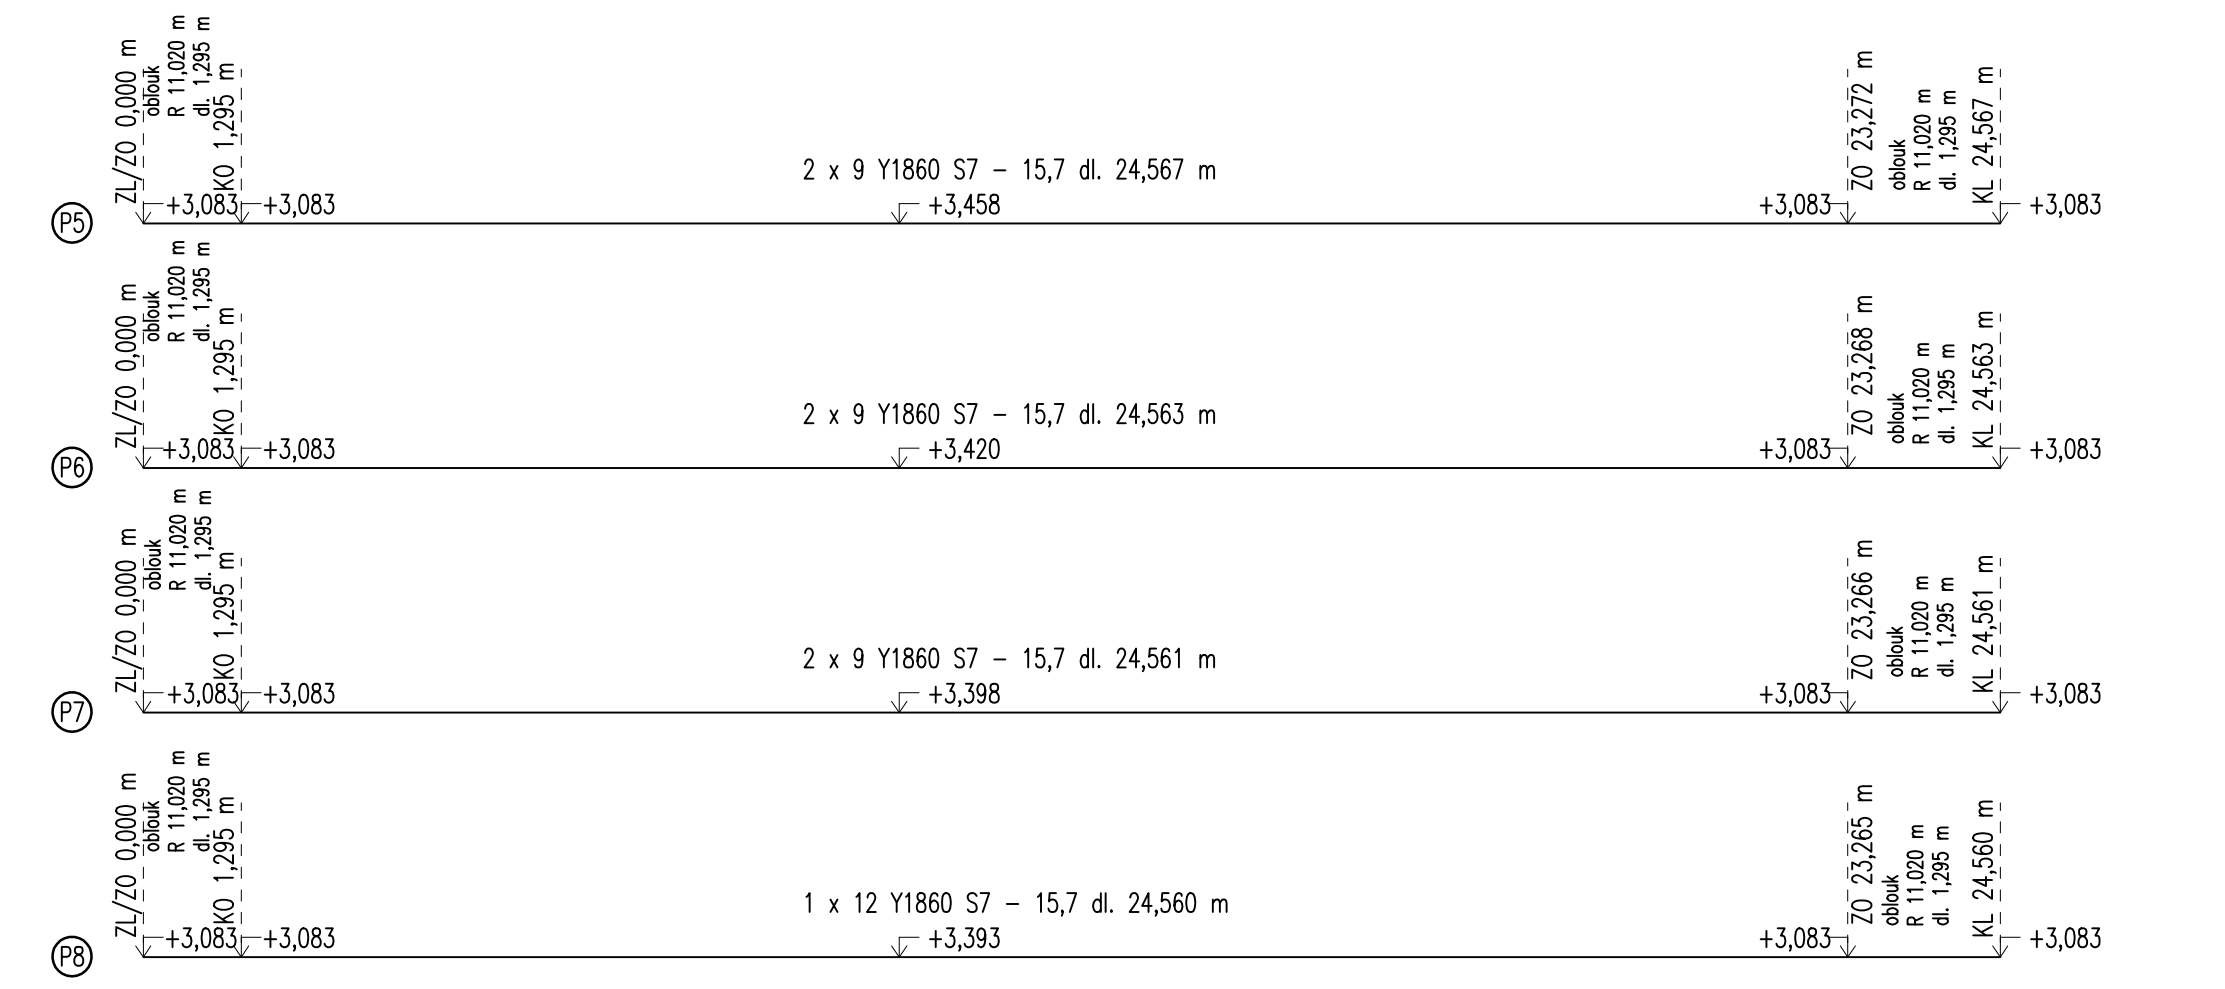 P5
ZL/ZO 0,000 m
oblouk
R 11,020 m
dl. 1,295 m
KO 1,295 m
+3,083
+3,083
2 x 9 Y1860 S7 – 15,7 dl. 24,567 m
+3,458
+3,083
ZO 23,272 m
oblouk
R 11,020 m
dl. 1,295 m
KL 24,567 m
+3,083
P6
ZL/ZO 0,000 m
oblouk
R 11,020 m
dl. 1,295 m
KO 1,295 m
+3,083
+3,083
2 x 9 Y1860 S7 – 15,7 dl. 24,563 m
+3,420
+3,083
ZO 23,268 m
oblouk
R 11,020 m
dl. 1,295 m
KL 24,563 m
+3,083
P7
ZL/ZO 0,000 m
oblouk
R 11,020 m
dl. 1,295 m
KO 1,295 m
+3,083
+3,083
2 x 9 Y1860 S7 – 15,7 dl. 24,561 m
+3,398
+3,083
ZO 23,266 m
oblouk
R 11,020 m
dl. 1,295 m
KL 24,561 m
+3,083
P8
ZL/ZO 0,000 m
oblouk
R 11,020 m
dl. 1,295 m
KO 1,295 m
+3,083
+3,083
1 x 12 Y1860 S7 – 15,7 dl. 24,560 m
+3,393
+3,083
ZO 23,265 m
oblouk
R 11,020 m
dl. 1,295 m
KL 24,560 m
+3,083